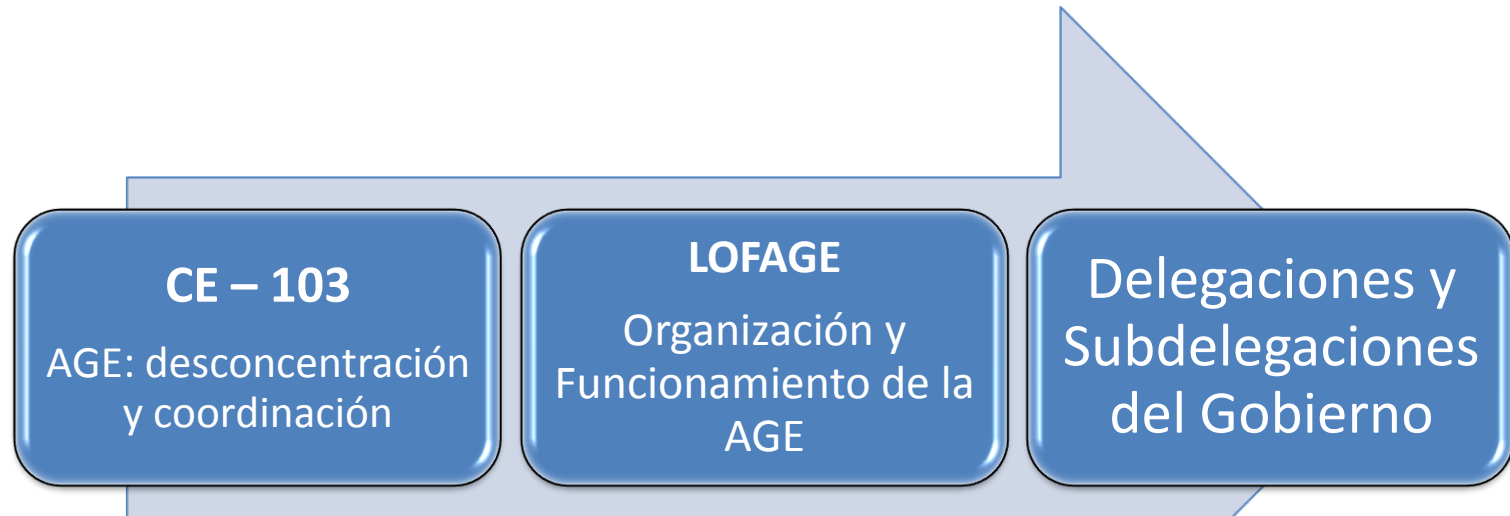 CE – 103
AGE: desconcentración
y coordinación
LOFAGE
Organización y
Funcionamiento de la
AGE
Delegaciones y
Subdelegaciones
del Gobierno